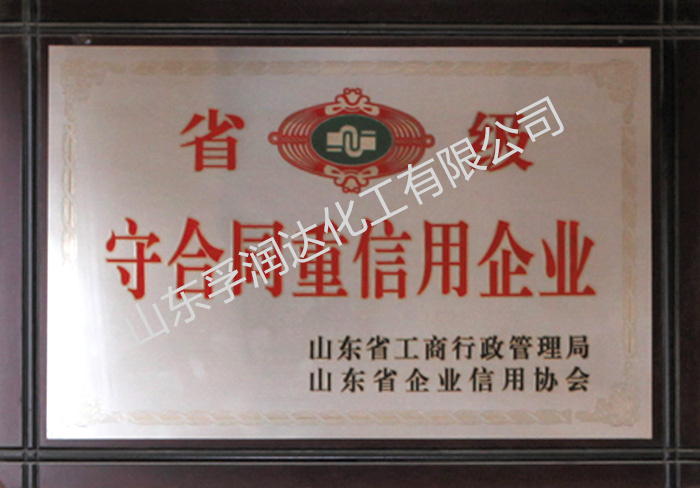 省 级
守合同重信用企业
山东省工商行政管理局
山东省企业信用协会
山东孚润达化工有限公司